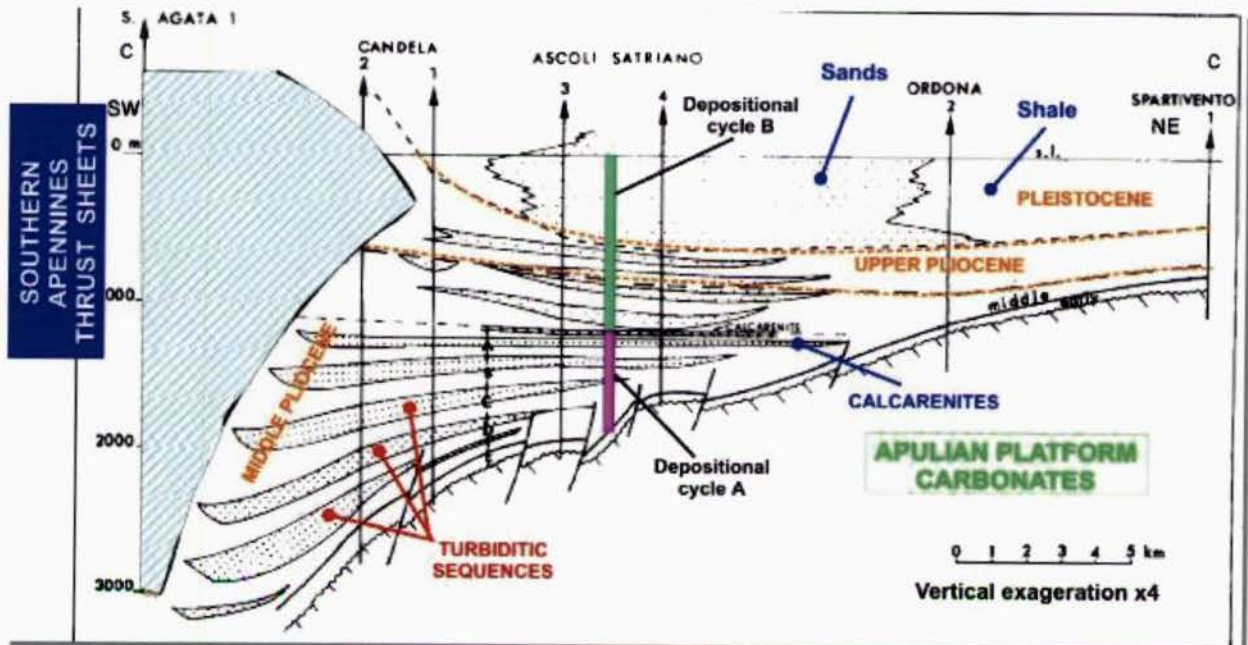 S. AGATA 1
C
SW
0 m
SOUTHERN
APENNINES
THRUST SHEETS
000
2000
3000
CANDELA
2 1
ASCOLI SATRIANO
3 4
Depositional
cycle B
Sands
ORDONA
2
Shale
C
SPARTIVENTO
NE 1
s.l.
PLEISTOCENE
UPPER PLIOCENE
middle early
CALCARENITE
MIDDLE PLIOCENE
CALCARENITES
Depositional
cycle A
APULIAN PLATFORM
CARBONATES
TURBIDITIC
SEQUENCES
0 1 2 3 4 5 km
Vertical exageration x4